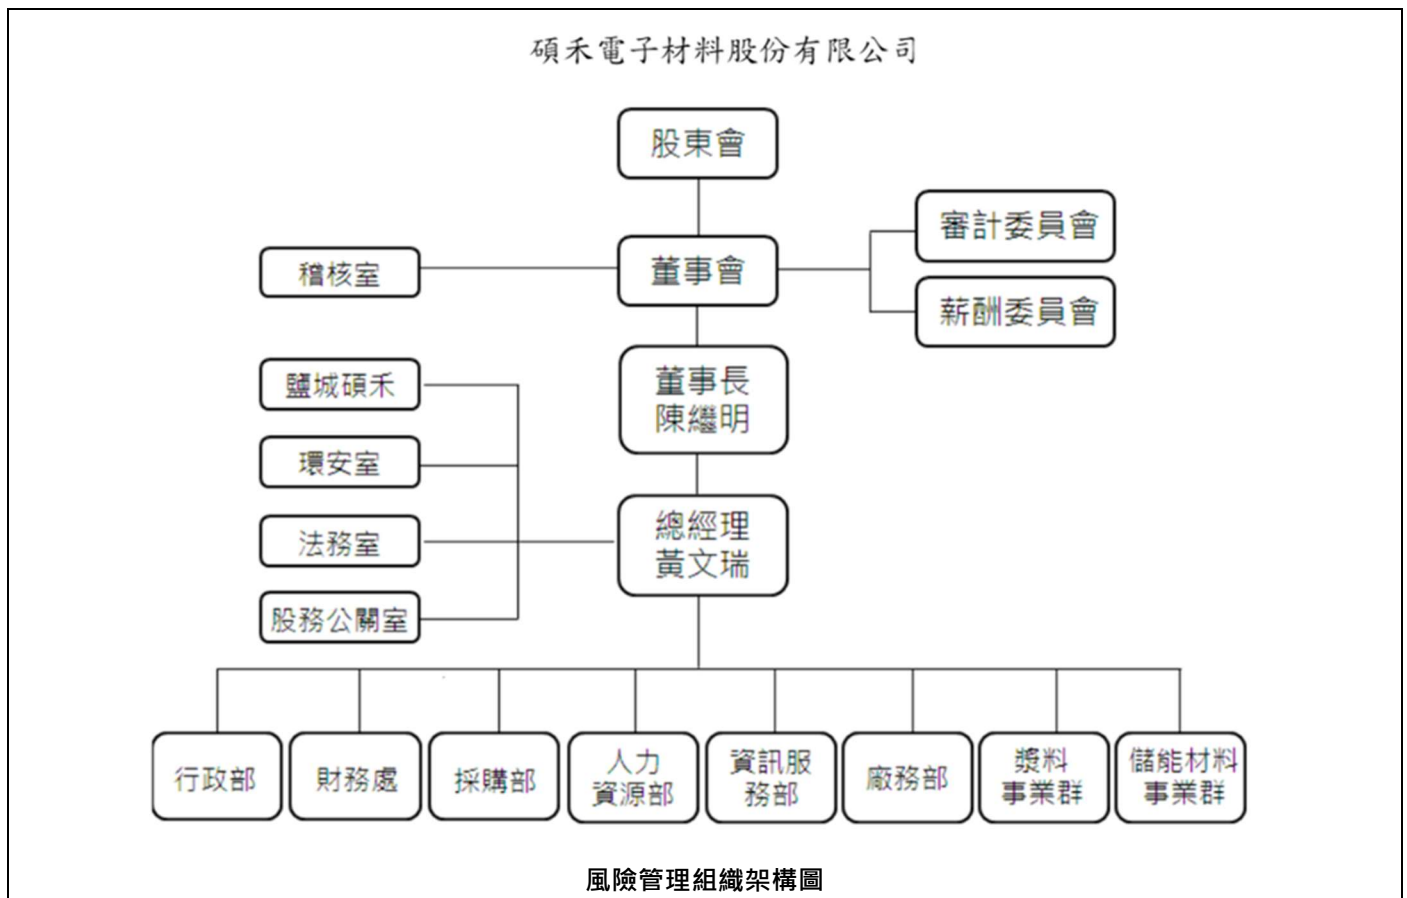 碩禾電子材料股份有限公司
股東會
審計委員會
稽核室
董事會
薪酬委員會
鹽城碩禾
董事長
陳繼明
環安室
法務室
總經理
黃文瑞
股務公關室
行政部
財務處
採購部
人力
資源部
資訊服
務部
廠務部
漿料
事業群
儲能材料
事業群
風險管理組織架構圖